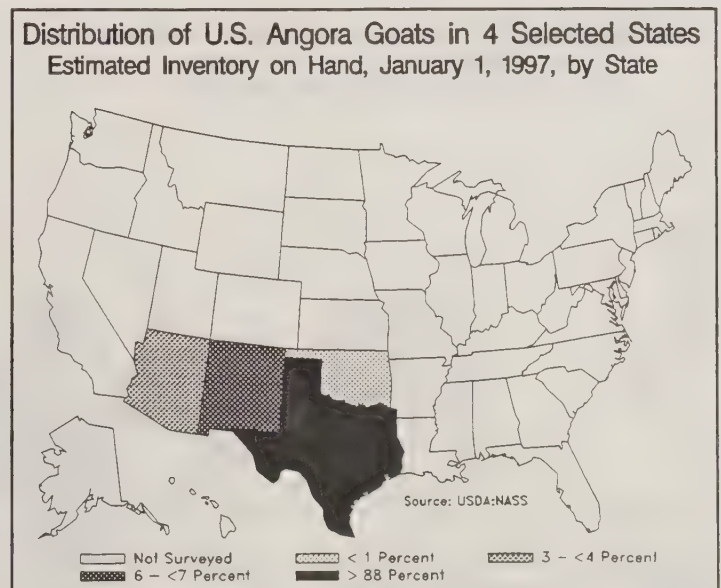 Distribution of U.S. Angora Goats in 4 Selected States
Estimated Inventory on Hand, January 1, 1997, by State
Source: USDA:NASS
Not Surveyed < 1 Percent 3 - <4 Percent
6 - <7 Percent > 88 Percent